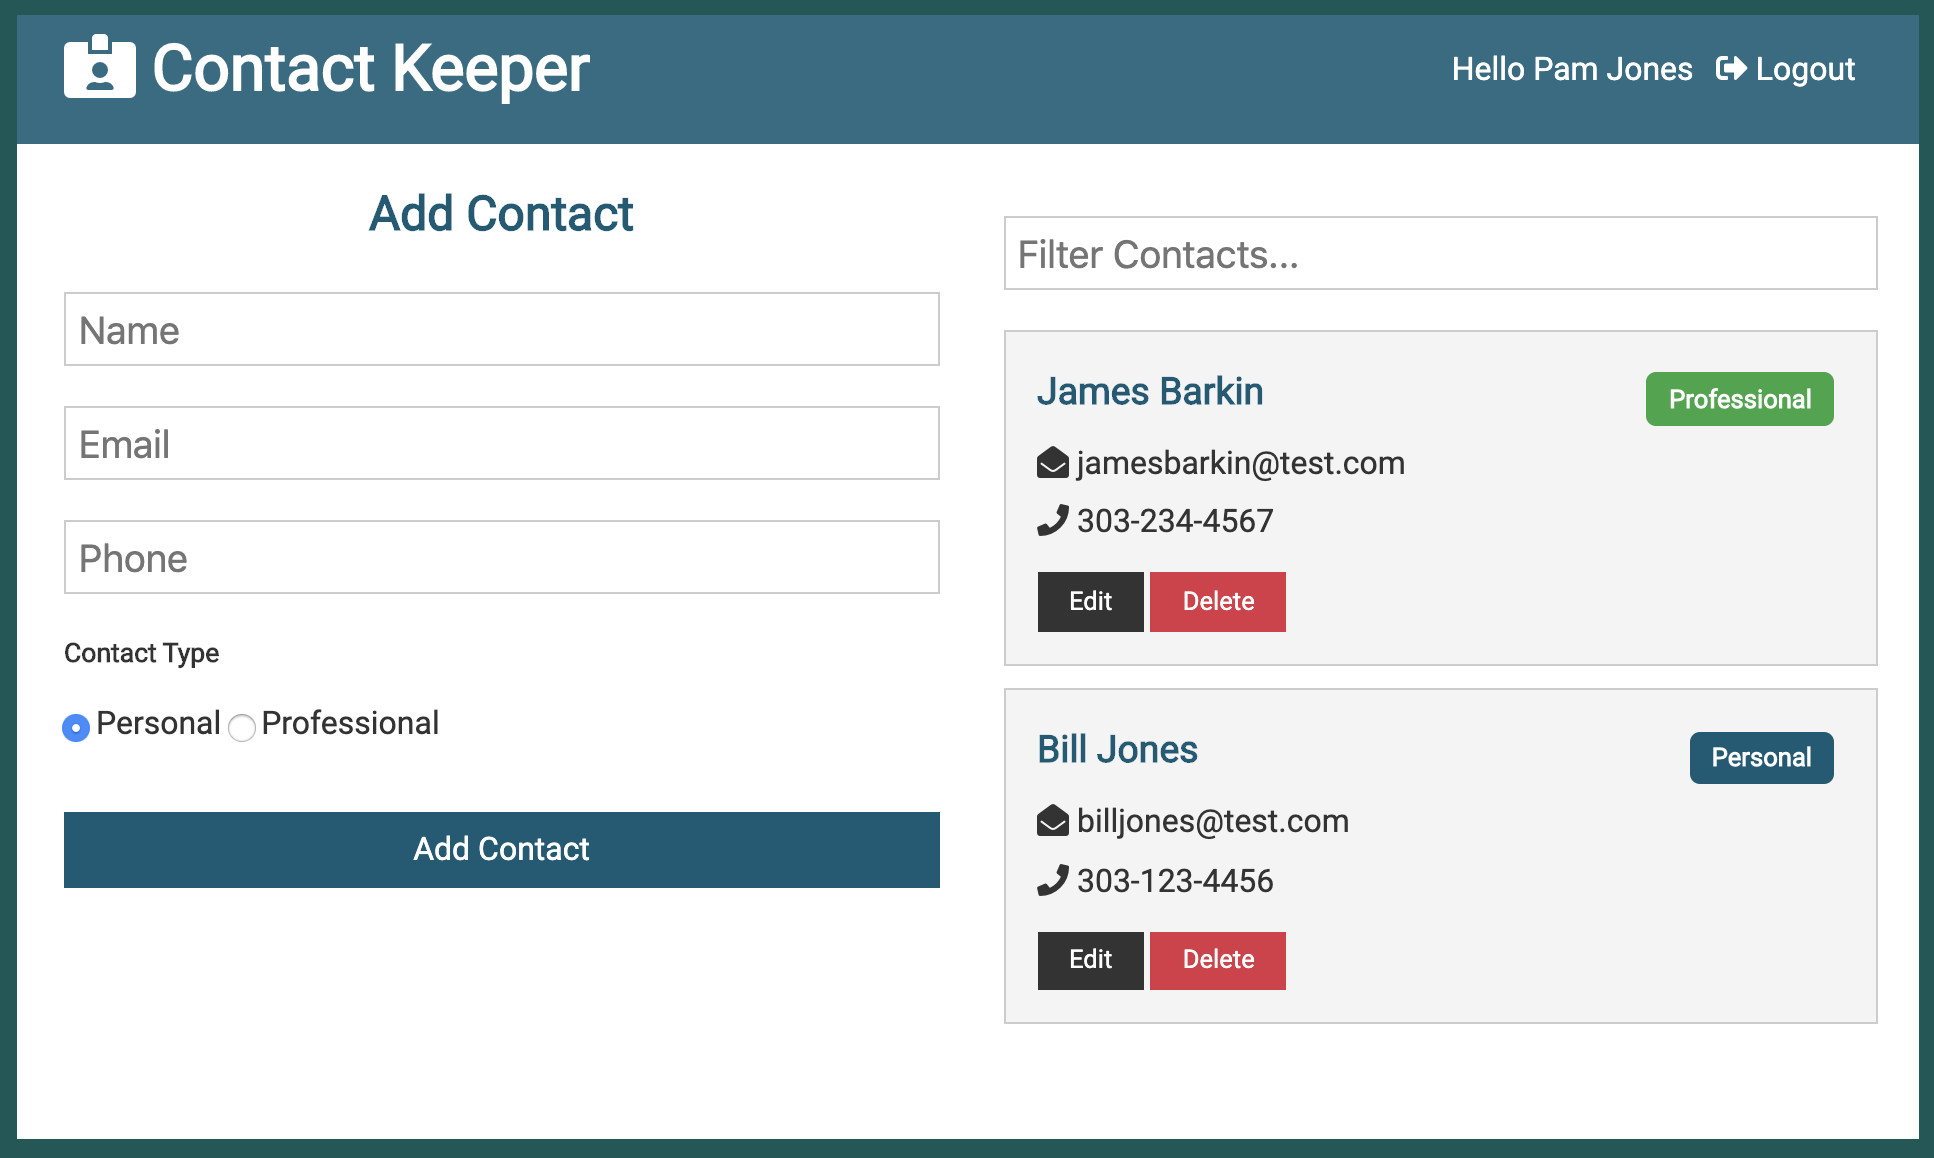 Contact Keeper
Hello Pam Jones Logout
Add Contact
Name
Email
Phone
Contact Type
Personal Professional
Add Contact
Filter Contacts...
James Barkin
Professional
jamesbarkin@test.com
303-234-4567
Edit Delete
Bill Jones
Personal
billjones@test.com
303-123-4456
Edit Delete